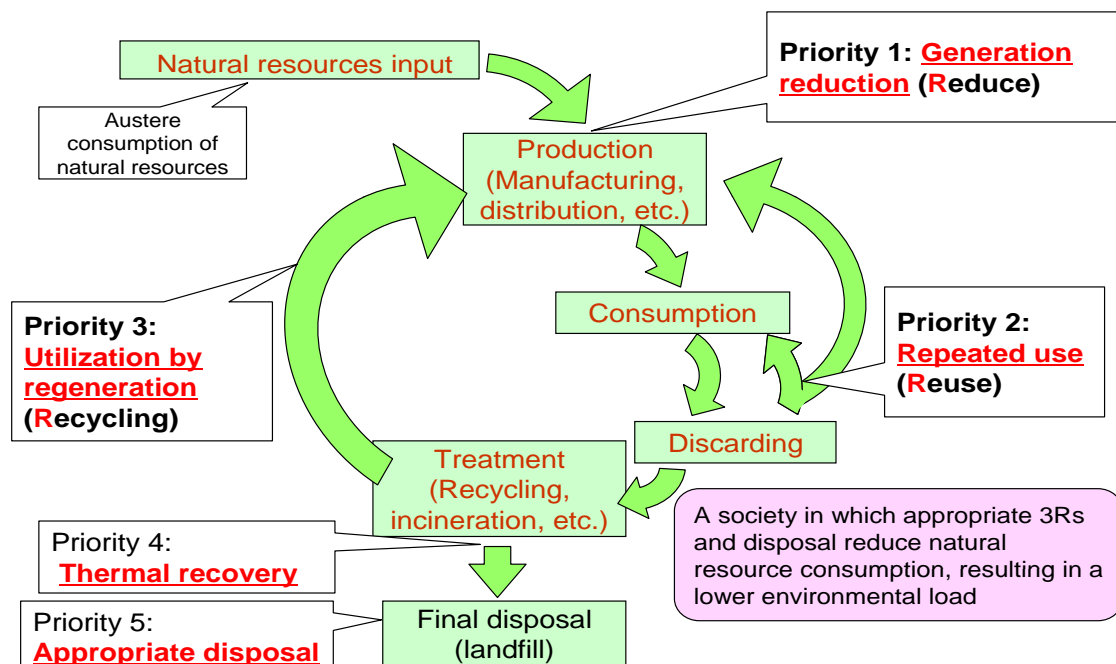 Natural resources input
Austere
consumption of
natural resources
Priority 1: Generation
reduction (Reduce)
Production
(Manufacturing,
distribution, etc.)
Consumption
Priority 2:
Repeated use
(Reuse)
Priority 3:
Utilization by
regeneration
(Recycling)
Discarding
Treatment
(Recycling,
incineration, etc.)
A society in which appropriate 3Rs
and disposal reduce natural
resource consumption, resulting in a
lower environmental load
Priority 4:
Thermal recovery
Priority 5:
Appropriate disposal
Final disposal
(landfill)